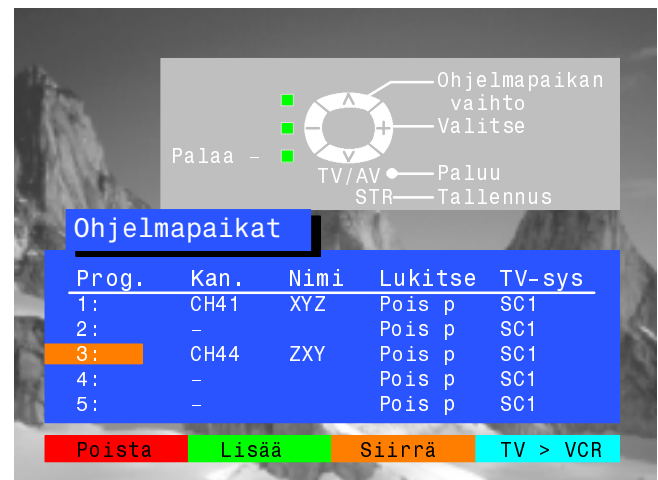 Ohjelmapaikan
vaihto
Valitse
Palaa –
TV/AV Paluu
STR Tallennus
Ohjelmapaikat
Prog. Kan. Nimi Lukitse TV-sys
1: CH41 XYZ Pois p SC1
2: – Pois p SC1
3: CH44 ZXY Pois p SC1
4: – Pois p SC1
5: – Pois p SC1
Poista Lisää Siirrä TV > VCR